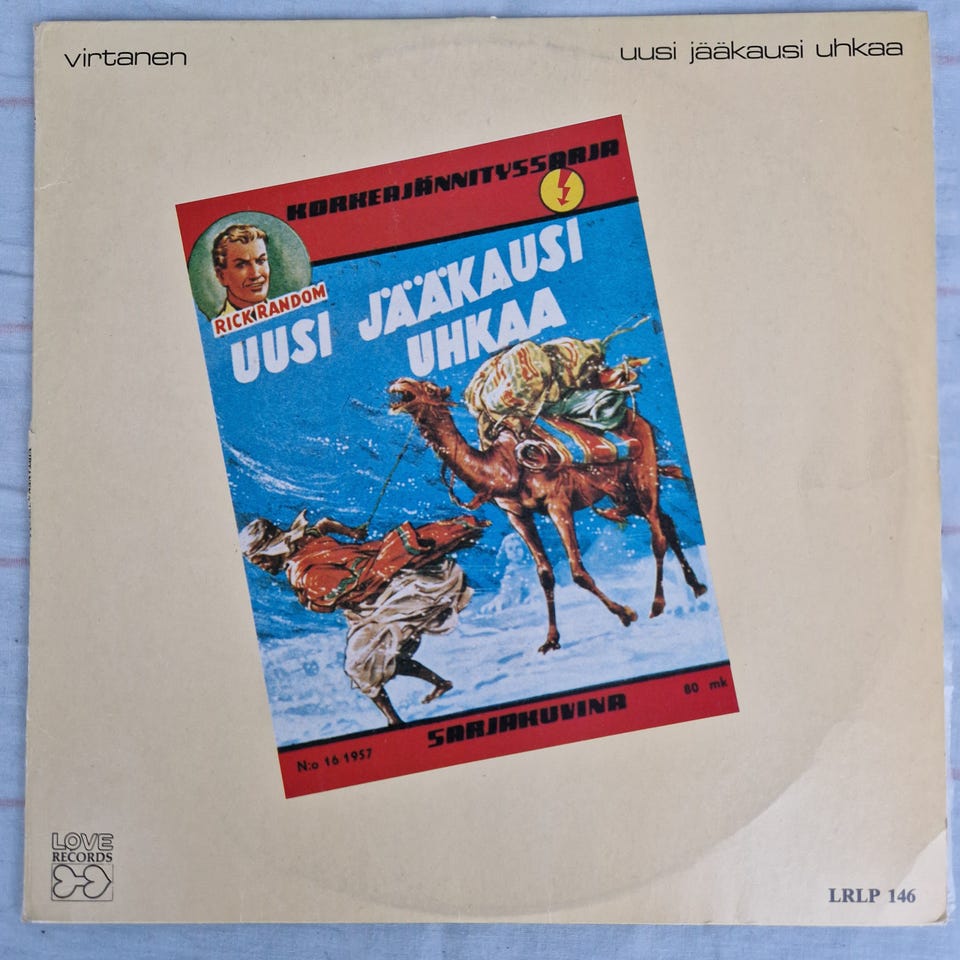 virtanen
uusi jääkausi uhkaa
KORKEAJÄNNITYSSARJA
RICK RANDOM
UUSI JÄÄKAUSI
UHKAA
80 mk
SARJAKUVINA
N:o 16 1957
LOVE
RECORDS
LRLP 146